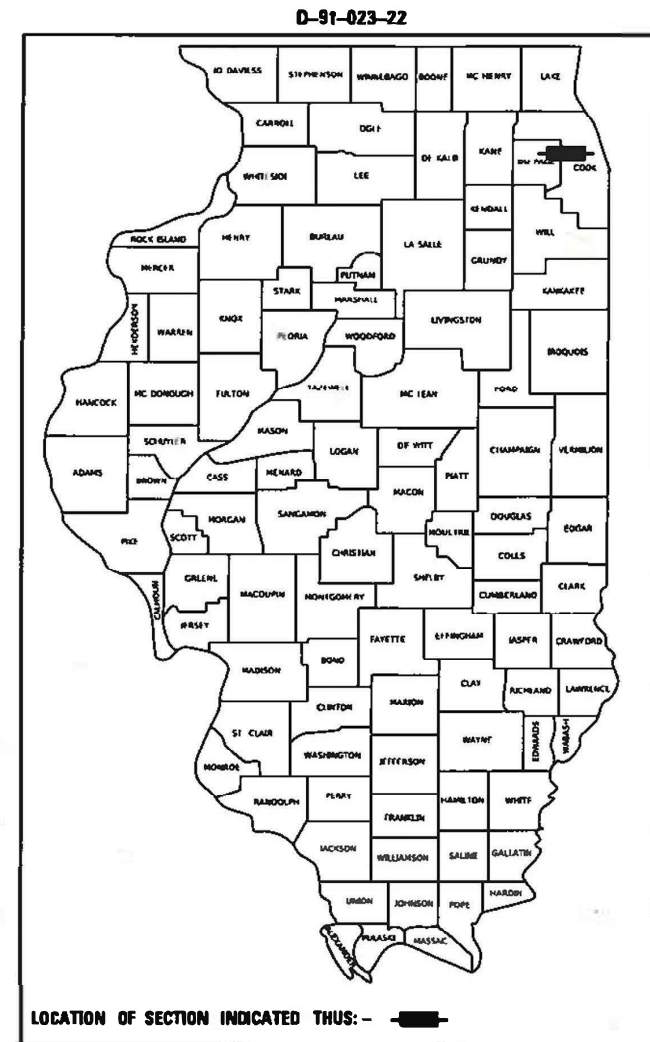 D-91-023-22
JO DAVIESS STEPHENSON WINNEBAGO BOONE MC HENRY LAKE
CARROLL OGLE
DE KALB KANE DU PAGE COOK
WHITESIDE LEE
KENDALL
ROCK ISLAND HENRY BUREAU LA SALLE WILL
GRUNDY
MERCER PUTNAM
STARK MARSHALL KANKAKEE
HENDERSON WARREN KNOX PEORIA WOODFORD LIVINGSTON
IROQUOIS
HANCOCK MC DONOUGH FULTON TAZEWELL MC LEAN FORD
MASON
SCHUYLER LOGAN DE WITT CHAMPAIGN VERMILION
ADAMS BROWN CASS MENARD PIATT
MACON
PIKE SCOTT MORGAN SANGAMON MOULTRIE DOUGLAS EDGAR
CHRISTIAN COLES
CALHOUN GREENE MACOUPIN MONTGOMERY SHELBY CUMBERLAND CLARK
JERSEY
FAYETTE EFFINGHAM JASPER CRAWFORD
MADISON BOND
CLAY RICHLAND LAWRENCE
CLINTON MARION
ST. CLAIR WAYNE EDWARDS WABASH
WASHINGTON JEFFERSON
MONROE
RANDOLPH PERRY HAMILTON WHITE
FRANKLIN
JACKSON WILLIAMSON SALINE GALLATIN
UNION JOHNSON POPE HARDIN
ALEXANDER PULASKI MASSAC
LOCATION OF SECTION INDICATED THUS: -